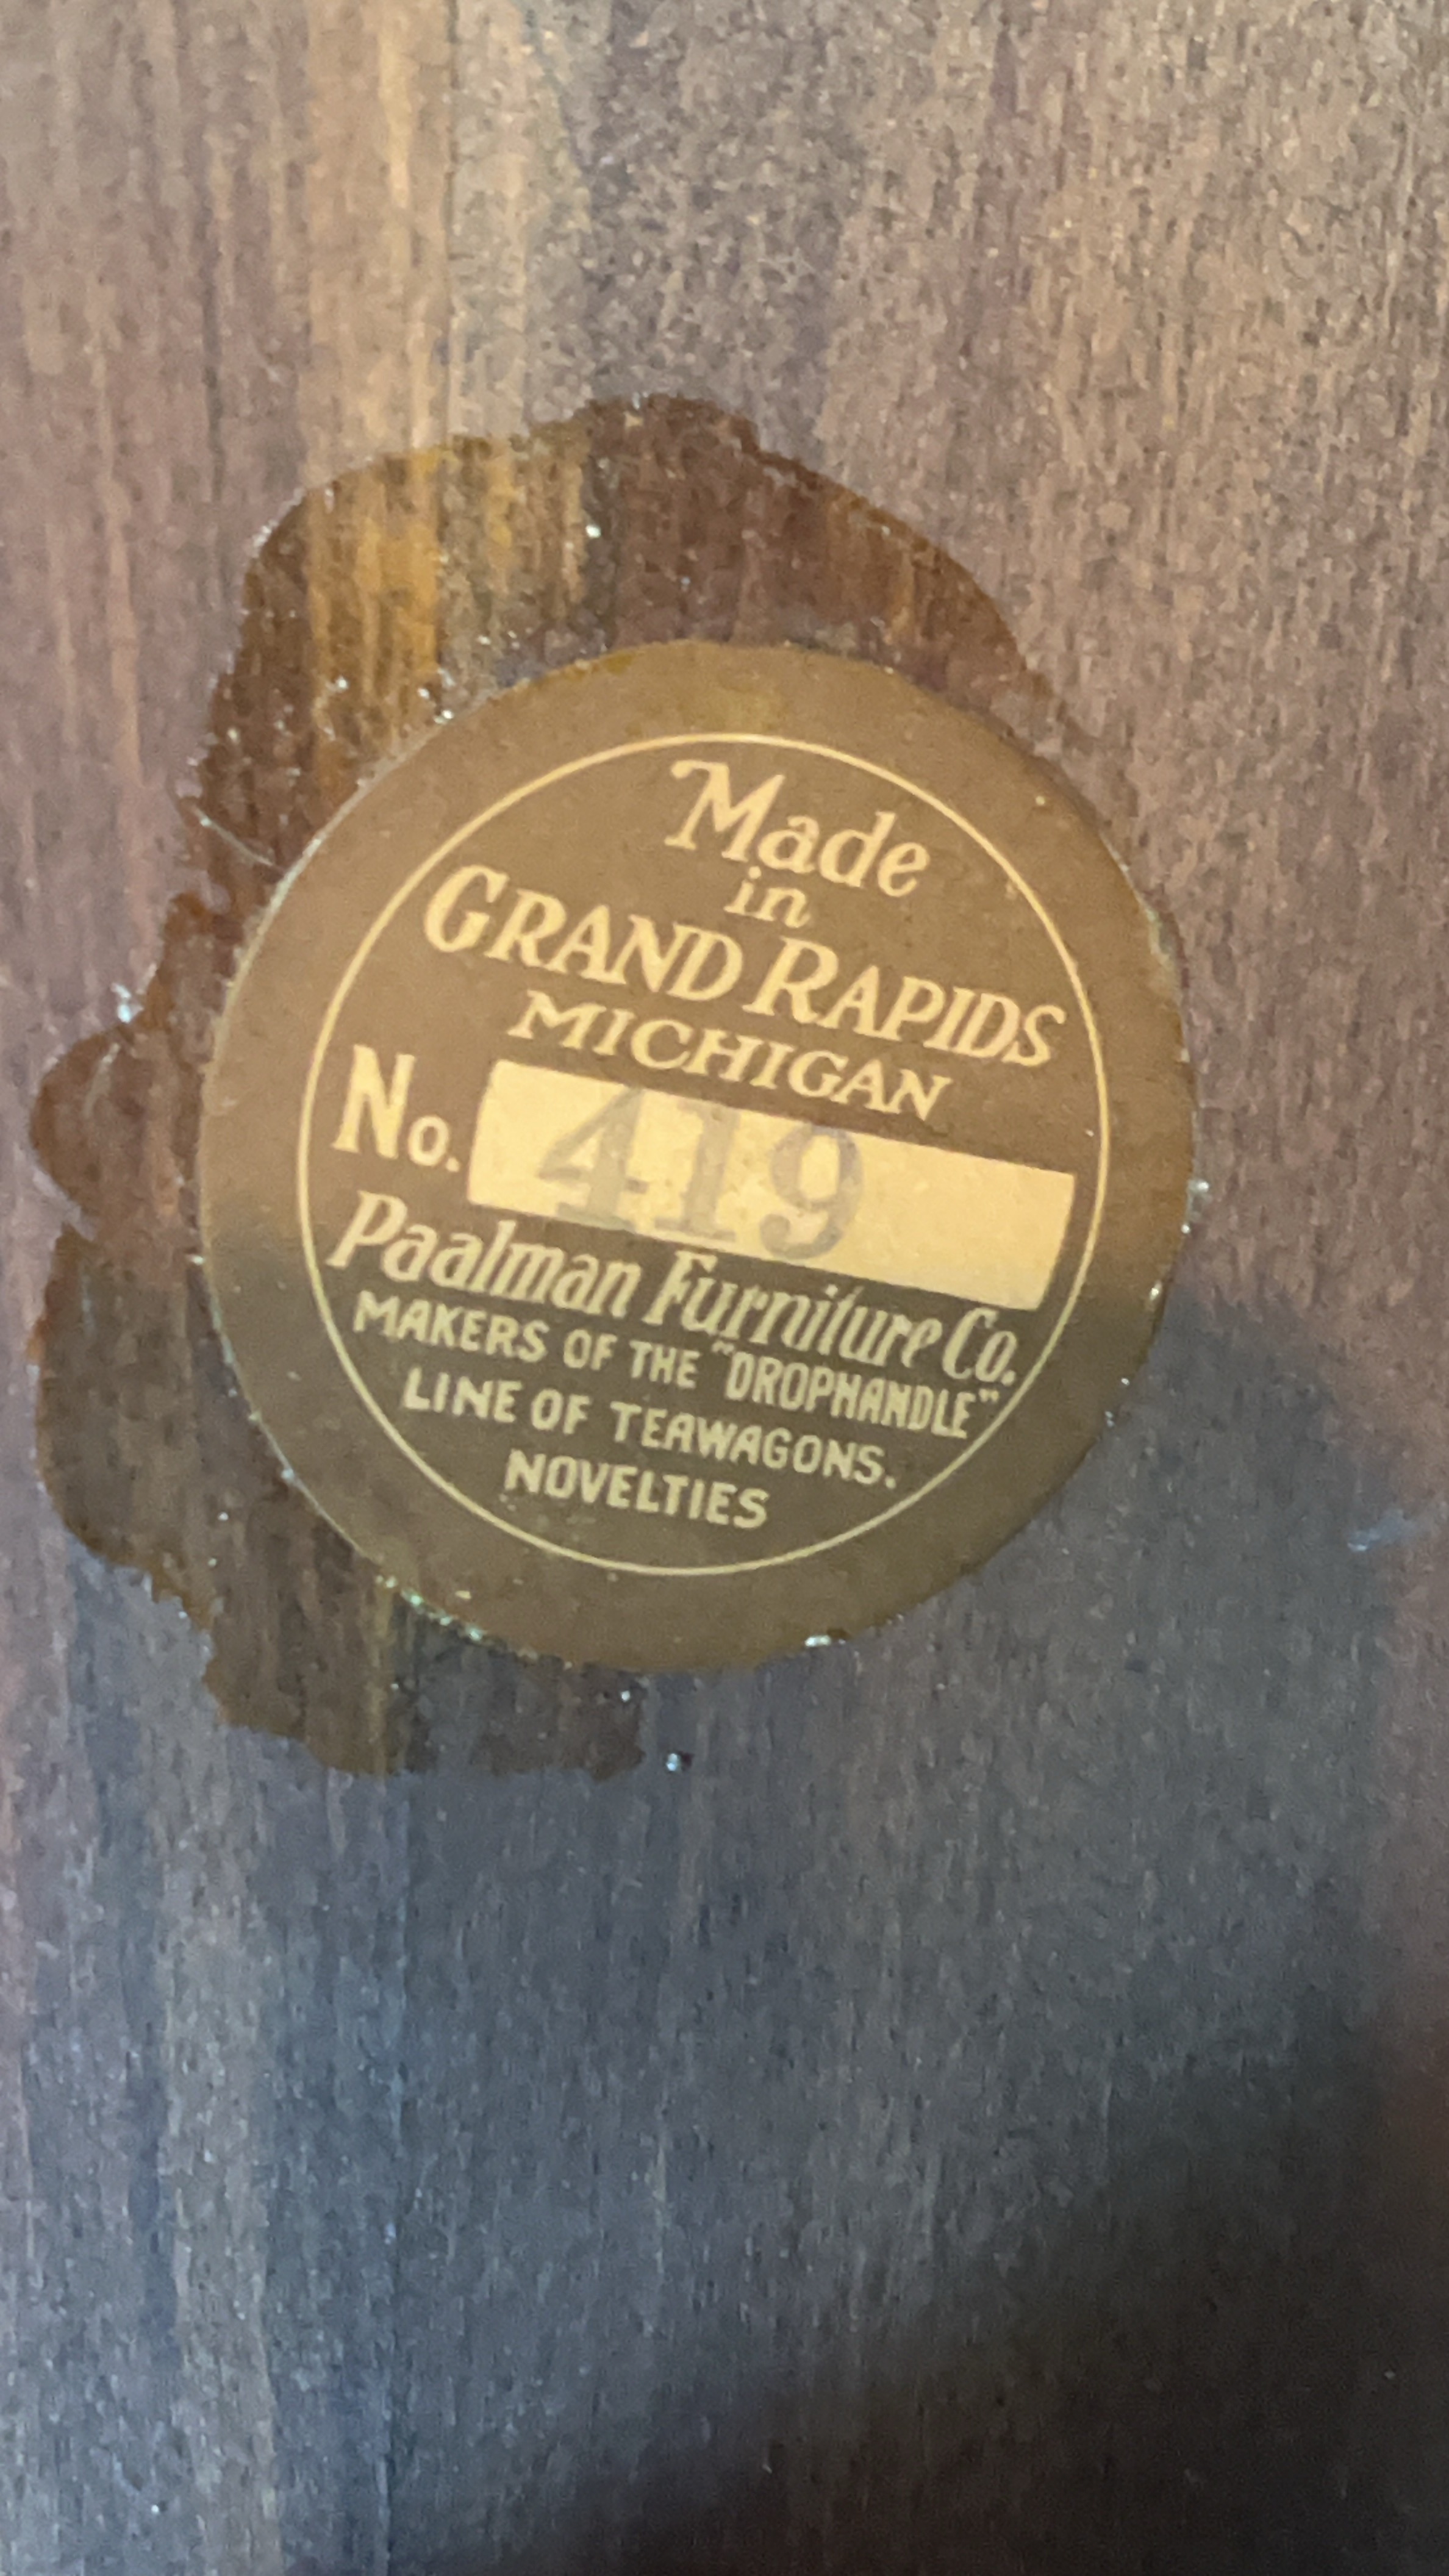 Made
in
GRAND RAPIDS
MICHIGAN
No. 419
Paalman Furniture Co.
MAKERS OF THE "DROPHANDLE"
LINE OF TEAWAGONS.
NOVELTIES